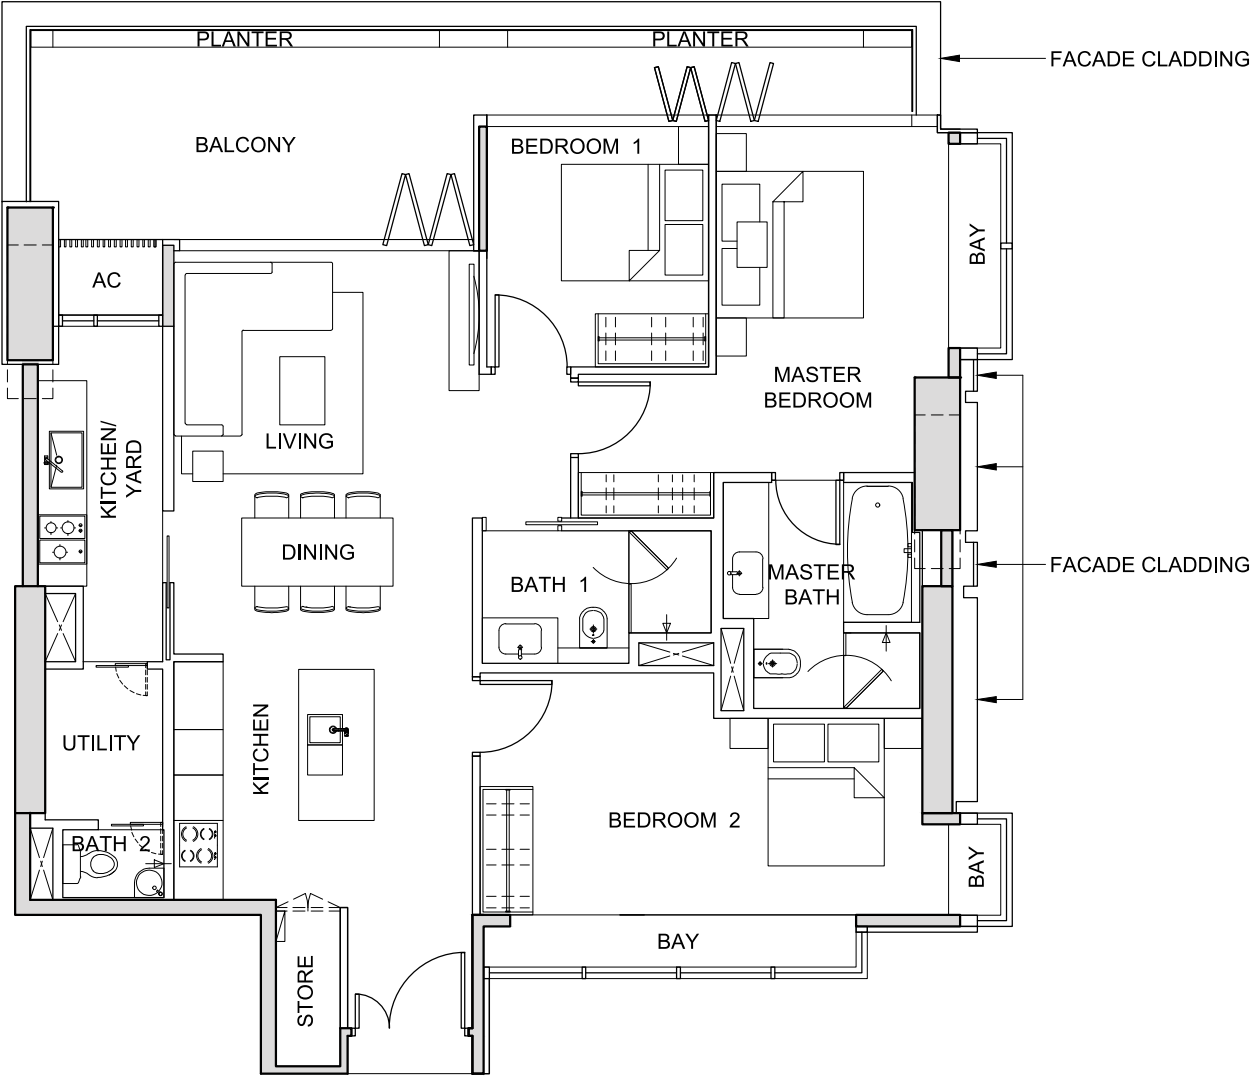 PLANTER
PLANTER
FACADE CLADDING
BALCONY
BEDROOM 1
BAY
AC
MASTER
BEDROOM
LIVING
KITCHEN/
YARD
DINING
BATH 1
MASTER
BATH
FACADE CLADDING
UTILITY
KITCHEN
BEDROOM 2
BATH 2
BAY
BAY
STORE